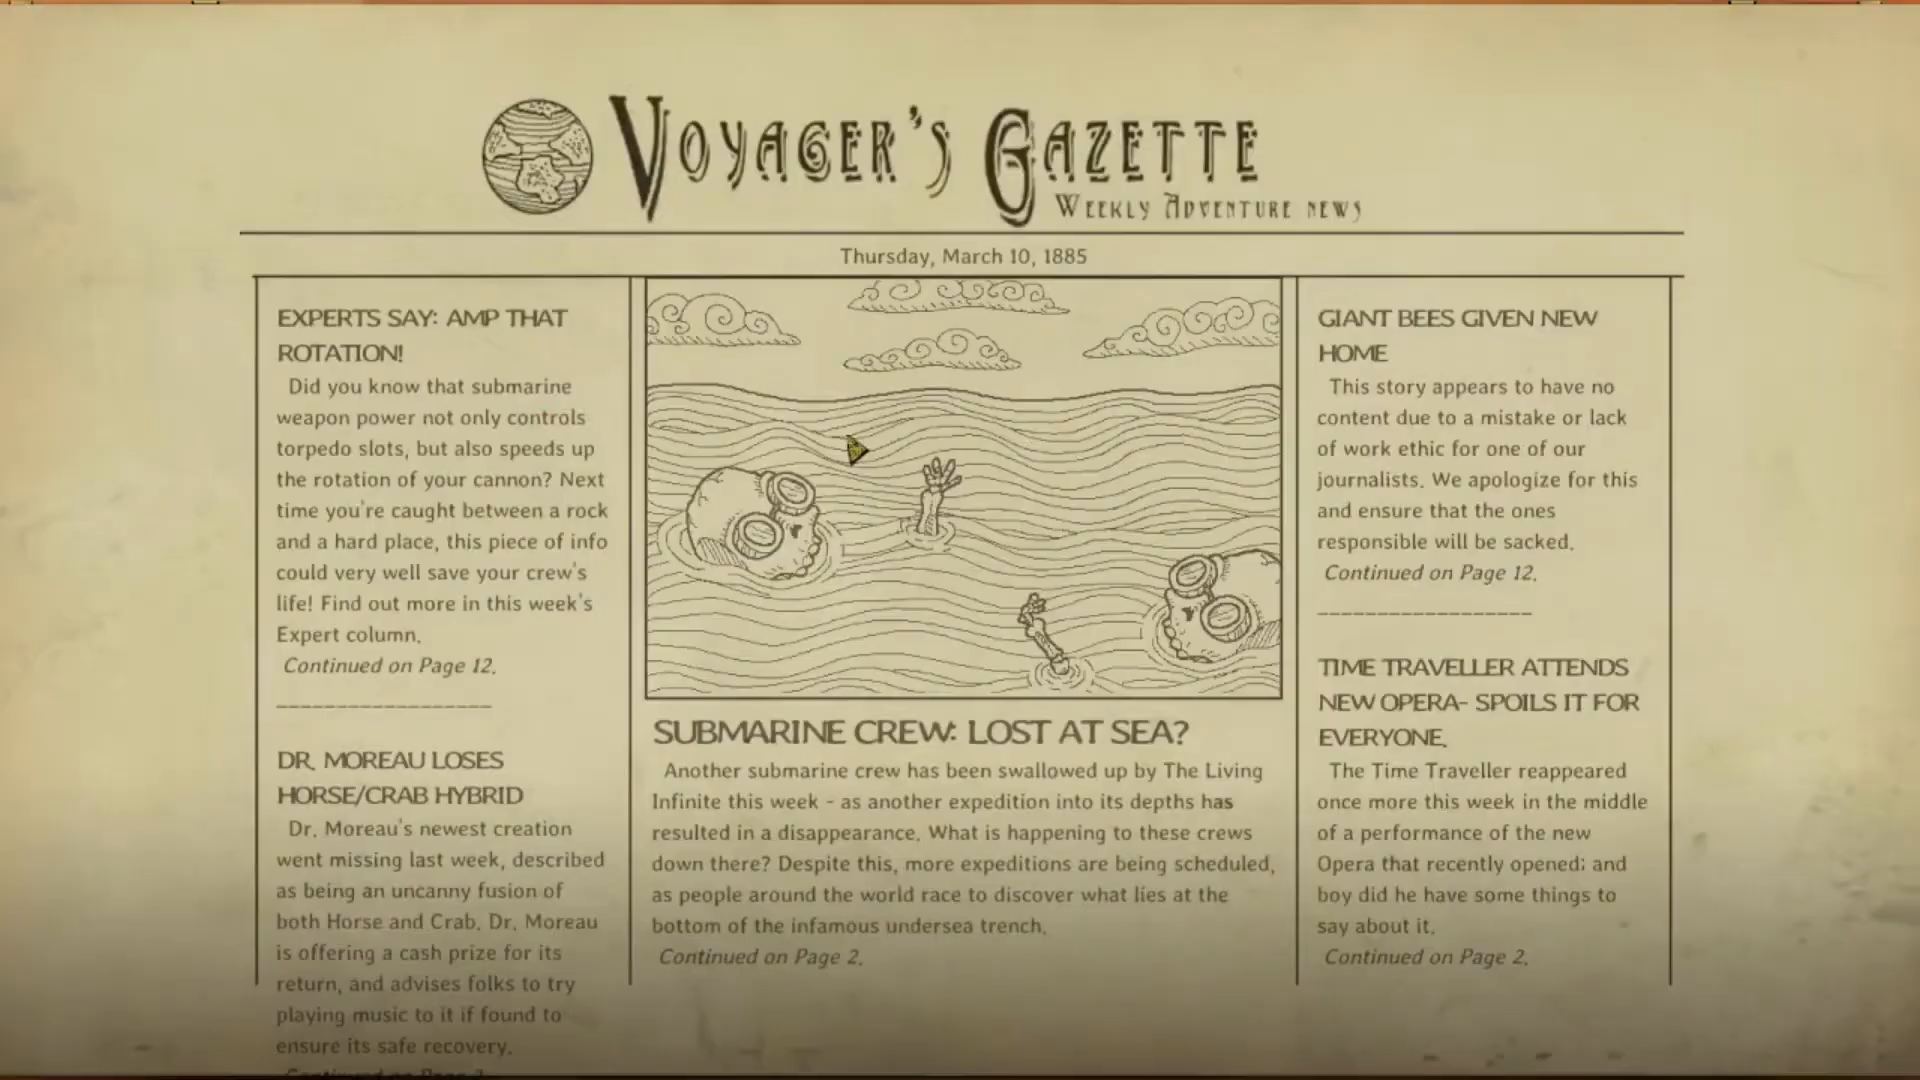 VOYAGER'S GAZETTE
WEEKLY ADVENTURE NEWS
Thursday, March 10, 1885
EXPERTS SAY: AMP THAT
ROTATION!
Did you know that submarine
weapon power not only controls
torpedo slots, but also speeds up
the rotation of your cannon? Next
time you're caught between a rock
and a hard place, this piece of info
could very well save your crew's
life! Find out more in this week's
Expert column.
Continued on Page 12.
DR. MOREAU LOSES
HORSE/CRAB HYBRID
Dr. Moreau's newest creation
went missing last week, described
as being an uncanny fusion of
both Horse and Crab. Dr. Moreau
is offering a cash prize for its
return, and advises folks to try
playing music to it if found to
ensure its safe recovery.
Continued on Page
SUBMARINE CREW: LOST AT SEA?
Another submarine crew has been swallowed up by The Living
Infinite this week - as another expedition into its depths has
resulted in a disappearance. What is happening to these crews
down there? Despite this, more expeditions are being scheduled,
as people around the world race to discover what lies at the
bottom of the infamous undersea trench.
Continued on Page 2.
GIANT BEES GIVEN NEW
HOME
This story appears to have no
content due to a mistake or lack
of work ethic for one of our
journalists. We apologize for this
and ensure that the ones
responsible will be sacked.
Continued on Page 12.
TIME TRAVELLER ATTENDS
NEW OPERA- SPOILS IT FOR
EVERYONE.
The Time Traveller reappeared
once more this week in the middle
of a performance of the new
Opera that recently opened; and
boy did he have some things to
say about it.
Continued on Page 2.